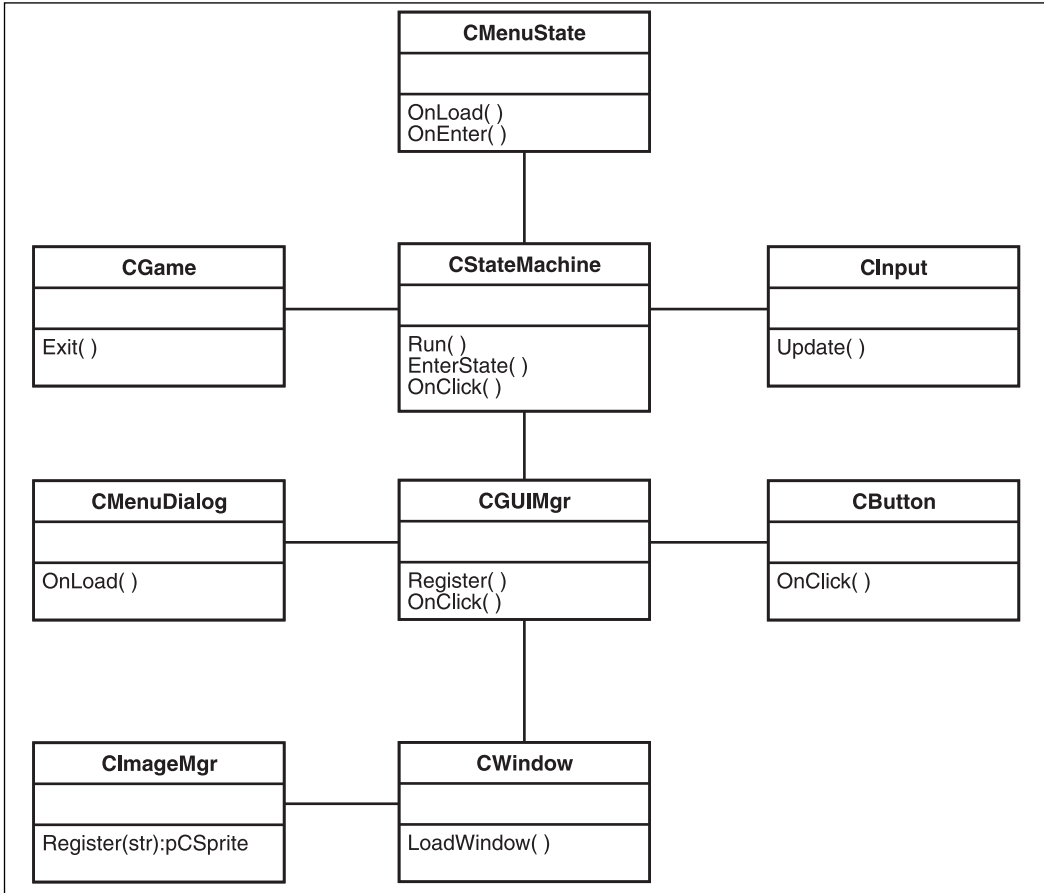 CMenuState
OnLoad( )
OnEnter( )
CGame
Exit( )
CStateMachine
Run( )
EnterState( )
OnClick( )
CInput
Update( )
CMenuDialog
OnLoad( )
CGUIMgr
Register( )
OnClick( )
CButton
OnClick( )
CImageMgr
Register(str):pCSprite
CWindow
LoadWindow( )